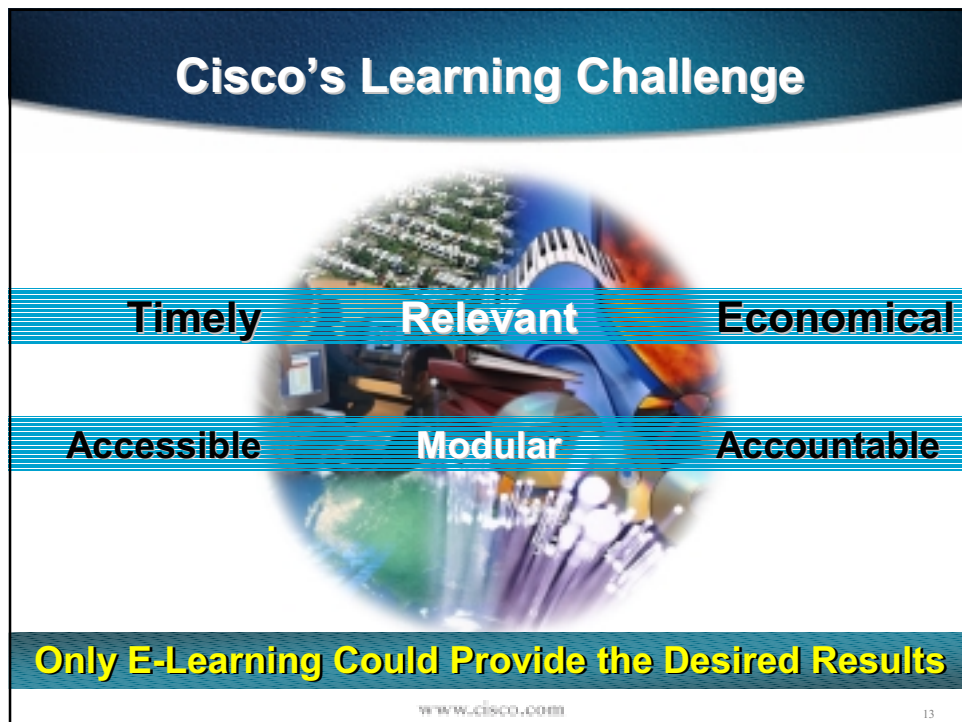 Cisco's Learning Challenge
Timely Relevant Economical
Accessible Modular Accountable
Only E-Learning Could Provide the Desired Results
www.cisco.com
13